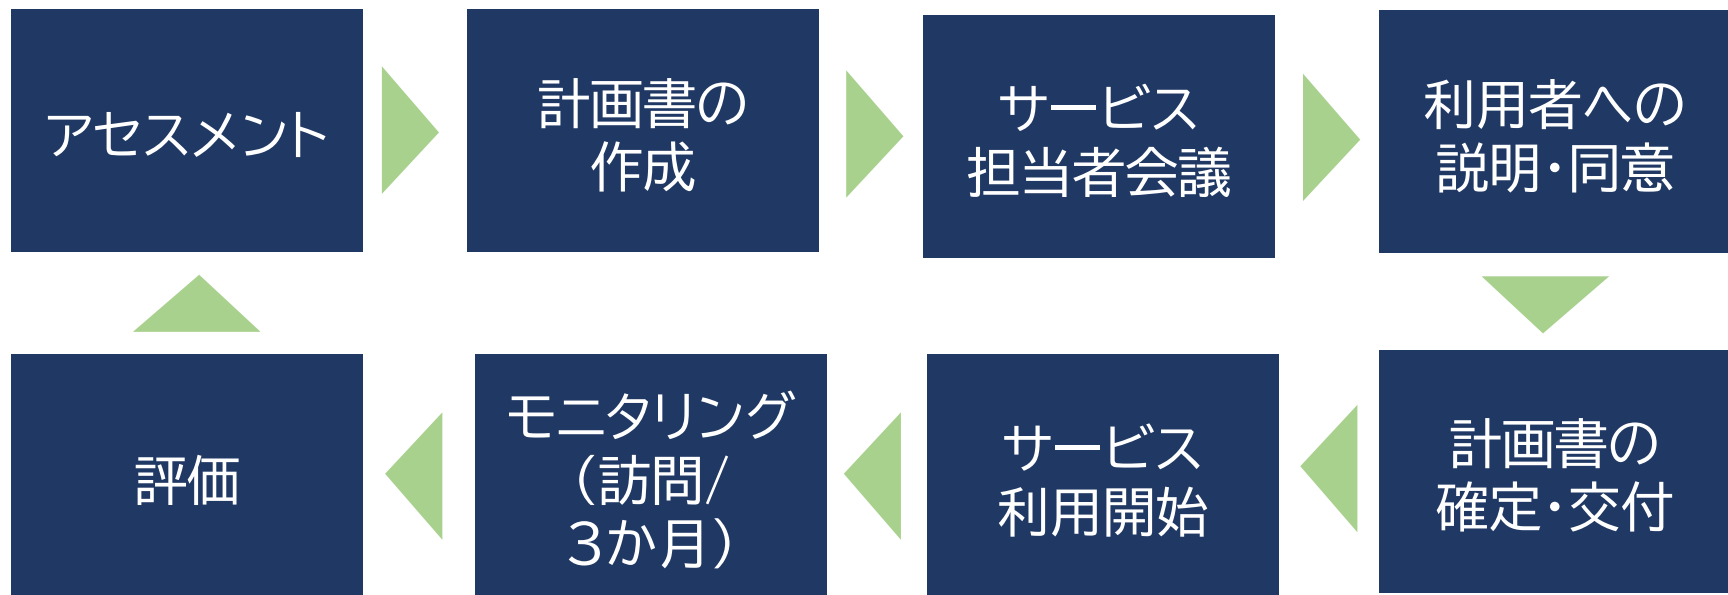 アセスメント
計画書の
作成
サービス
担当者会議
利用者への
説明・同意
計画書の
確定・交付
サービス
利用開始
モニタリング
（訪問/
３か月）
評価